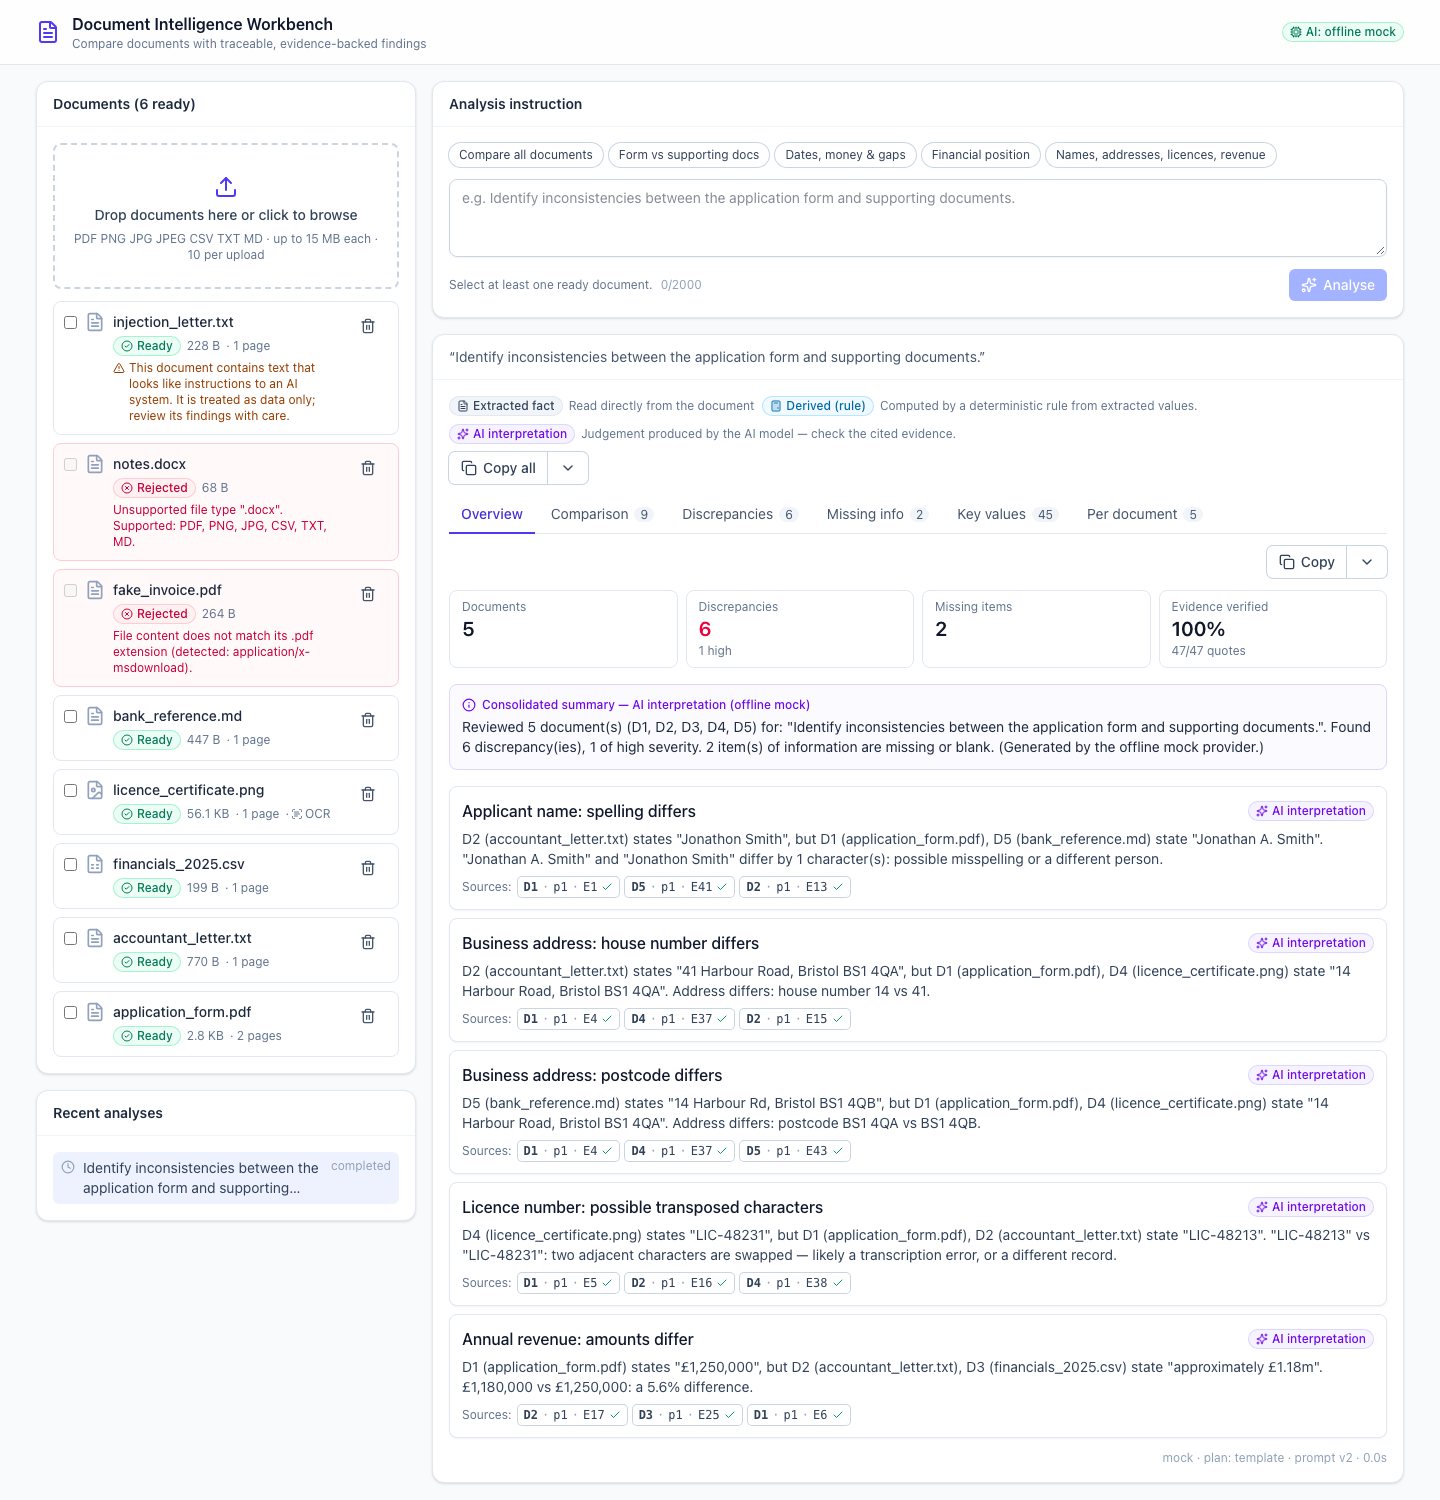 Document Intelligence Workbench
Compare documents with traceable, evidence-backed findings
AI: offline mock
Documents (6 ready)
Drop documents here or click to browse
PDF PNG JPG JPEG CSV TXT MD · up to 15 MB each ·
10 per upload
injection_letter.txt
Ready 228 B · 1 page
This document contains text that
looks like instructions to an AI
system. It is treated as data only;
review its findings with care.
notes.docx
Rejected 68 B
Unsupported file type ".docx".
Supported: PDF, PNG, JPG, CSV, TXT,
MD.
fake_invoice.pdf
Rejected 264 B
File content does not match its .pdf
extension (detected: application/x-
msdownload).
bank_reference.md
Ready 447 B · 1 page
licence_certificate.png
Ready 56.1 KB · 1 page · OCR
financials_2025.csv
Ready 199 B · 1 page
accountant_letter.txt
Ready 770 B · 1 page
application_form.pdf
Ready 2.8 KB · 2 pages
Recent analyses
Identify inconsistencies between the completed
application form and supporting...
Analysis instruction
Compare all documents Form vs supporting docs Dates, money & gaps Financial position Names, addresses, licences, revenue
e.g. Identify inconsistencies between the application form and supporting documents.
Select at least one ready document. 0/2000
Analyse
“Identify inconsistencies between the application form and supporting documents.”
Extracted fact Read directly from the document Derived (rule) Computed by a deterministic rule from extracted values.
AI interpretation Judgement produced by the AI model — check the cited evidence.
Copy all
Overview Comparison 9 Discrepancies 6 Missing info 2 Key values 45 Per document 5
Copy
Documents
5
Discrepancies
6
1 high
Missing items
2
Evidence verified
100%
47/47 quotes
Consolidated summary — AI interpretation (offline mock)
Reviewed 5 document(s) (D1, D2, D3, D4, D5) for: "Identify inconsistencies between the application form and supporting documents.". Found
6 discrepancy(ies), 1 of high severity. 2 item(s) of information are missing or blank. (Generated by the offline mock provider.)
Applicant name: spelling differs AI interpretation
D2 (accountant_letter.txt) states "Jonathon Smith", but D1 (application_form.pdf), D5 (bank_reference.md) state "Jonathan A. Smith".
"Jonathan A. Smith" and "Jonathon Smith" differ by 1 character(s): possible misspelling or a different person.
Sources: D1 · p1 · E1 D5 · p1 · E41 D2 · p1 · E13
Business address: house number differs AI interpretation
D2 (accountant_letter.txt) states "41 Harbour Road, Bristol BS1 4QA", but D1 (application_form.pdf), D4 (licence_certificate.png) state "14
Harbour Road, Bristol BS1 4QA". Address differs: house number 14 vs 41.
Sources: D1 · p1 · E4 D4 · p1 · E37 D2 · p1 · E15
Business address: postcode differs AI interpretation
D5 (bank_reference.md) states "14 Harbour Rd, Bristol BS1 4QB", but D1 (application_form.pdf), D4 (licence_certificate.png) state "14
Harbour Road, Bristol BS1 4QA". Address differs: postcode BS1 4QA vs BS1 4QB.
Sources: D1 · p1 · E4 D4 · p1 · E37 D5 · p1 · E43
Licence number: possible transposed characters AI interpretation
D4 (licence_certificate.png) states "LIC-48231", but D1 (application_form.pdf), D2 (accountant_letter.txt) state "LIC-48213". "LIC-48213" vs
"LIC-48231": two adjacent characters are swapped — likely a transcription error, or a different record.
Sources: D1 · p1 · E5 D2 · p1 · E16 D4 · p1 · E38
Annual revenue: amounts differ AI interpretation
D1 (application_form.pdf) states "£1,250,000", but D2 (accountant_letter.txt), D3 (financials_2025.csv) state "approximately £1.18m".
£1,180,000 vs £1,250,000: a 5.6% difference.
Sources: D2 · p1 · E17 D3 · p1 · E25 D1 · p1 · E6
mock · plan: template · prompt v2 · 0.0s